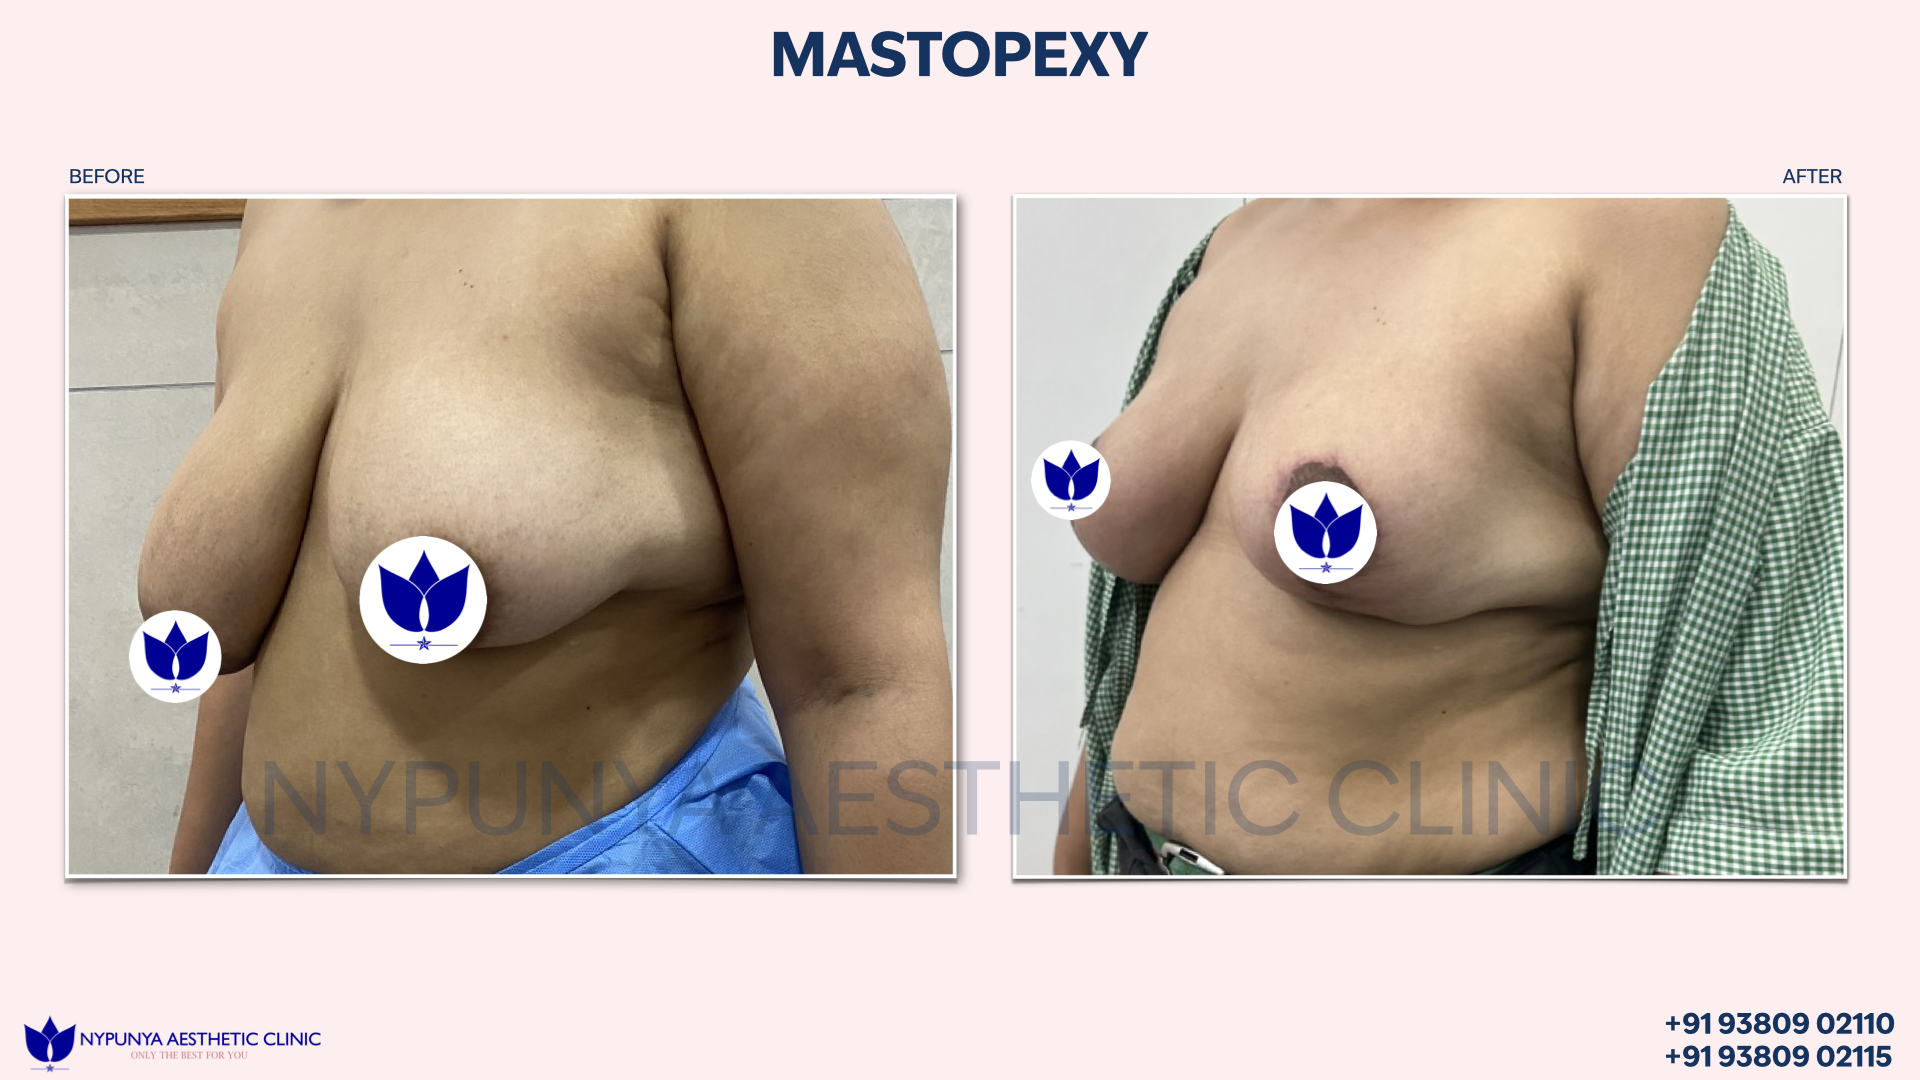 MASTOPEXY
BEFORE
AFTER
NYPUNYA AESTHETIC CLINIC
NYPUNYA AESTHETIC CLINIC
ONLY THE BEST FOR YOU
+91 93809 02110
+91 93809 02115